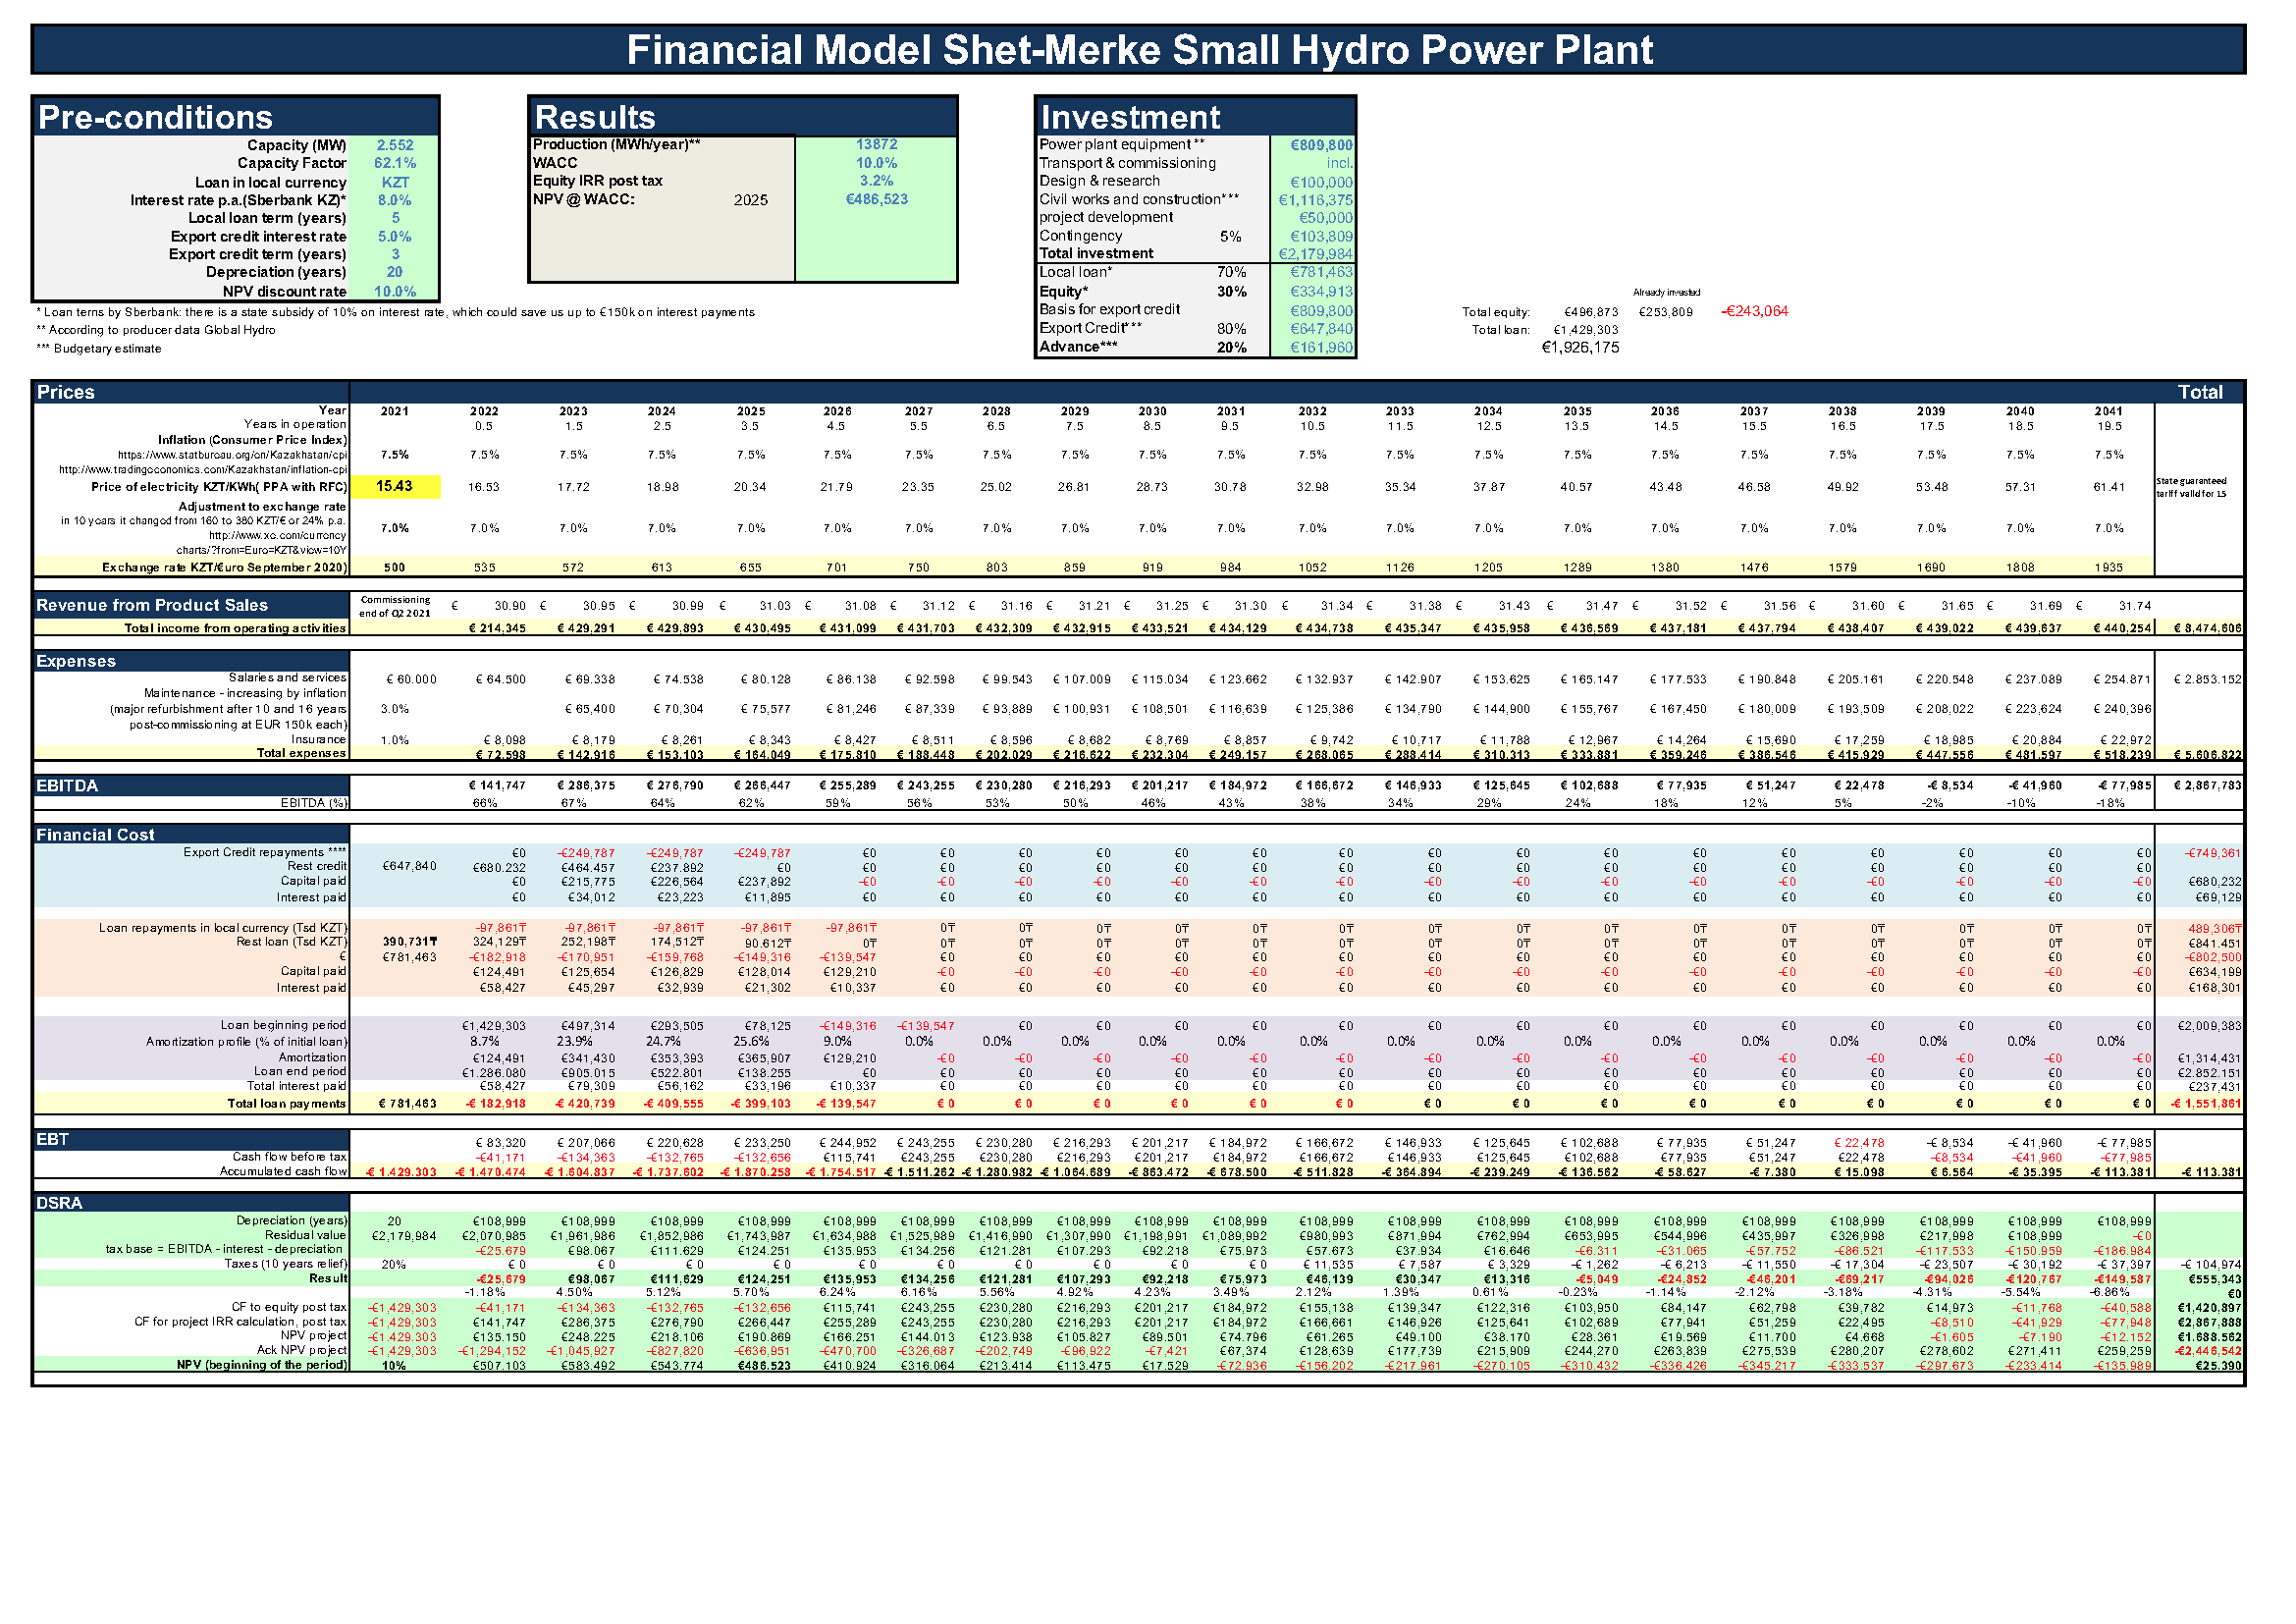 Financial Model Shet-Merke Small Hydro Power Plant
Pre-conditions
Capacity (MW) 2.552
Capacity Factor 62.1%
Loan in local currency KZT
Interest rate p.a.(Sberbank KZ)* 8.0%
Local loan term (years) 5
Export credit interest rate 5.0%
Export credit term (years) 3
Depreciation (years) 20
NPV discount rate 10.0%
* Loan terns by Sberbank: there is a state subsidy of 10% on interest rate, which could save us up to €150k on interest payments
** According to producer data Global Hydro
*** Budgetary estimate
Results
Production (MWh/year)** 13872
WACC 10.0%
Equity IRR post tax 3.2%
NPV @ WACC: 2025 €486,523
Investment
Power plant equipment ** €809,800
Transport & commissioning incl.
Design & research €100,000
Civil works and construction*** €1,116,375
project development €50,000
Contingency 5% €103,809
Total investment €2,179,984
Local loan* 70% €781,463
Equity* 30% €334,913
Basis for export credit €809,800
Export Credit*** 80% €647,840
Advance*** 20% €161,960
Already invested
Total equity: €496,873 €253,809 -€243,064
Total loan: €1,429,303
€1,926,175
Prices Total
Year 2021 2022 2023 2024 2025 2026 2027 2028 2029 2030 2031 2032 2033 2034 2035 2036 2037 2038 2039 2040 2041
Years in operation 0.5 1.5 2.5 3.5 4.5 5.5 6.5 7.5 8.5 9.5 10.5 11.5 12.5 13.5 14.5 15.5 16.5 17.5 18.5 19.5
Inflation (Consumer Price Index)
https://www.statbureau.org/en/Kazakhstan/cpi 7.5% 7.5% 7.5% 7.5% 7.5% 7.5% 7.5% 7.5% 7.5% 7.5% 7.5% 7.5% 7.5% 7.5% 7.5% 7.5% 7.5% 7.5% 7.5% 7.5% 7.5%
http://www.tradingeconomics.com/Kazakhstan/inflation-cpi
Price of electricity KZT/KWh( PPA with RFC) 15.43 16.53 17.72 18.98 20.34 21.79 23.35 25.02 26.81 28.73 30.78 32.98 35.34 37.87 40.57 43.48 46.58 49.92 53.48 57.31 61.41
State guaranteed
tariff valid for 15
Adjustment to exchange rate
in 10 years it changed from 160 to 380 KZT/€ or 24% p.a.
7.0% 7.0% 7.0% 7.0% 7.0% 7.0% 7.0% 7.0% 7.0% 7.0% 7.0% 7.0% 7.0% 7.0% 7.0% 7.0% 7.0% 7.0% 7.0% 7.0% 7.0%
http://www.xe.com/currency
charts/?from=Euro=KZT&view=10Y
Exchange rate KZT/€uro September 2020) 500 535 572 613 655 701 750 803 859 919 984 1052 1126 1205 1289 1380 1476 1579 1690 1808 1935
Revenue from Product Sales Commissioning € 30.90 € 30.95 € 30.99 € 31.03 € 31.08 € 31.12 € 31.16 € 31.21 € 31.25 € 31.30 € 31.34 € 31.38 € 31.43 € 31.47 € 31.52 € 31.56 € 31.60 € 31.65 € 31.69 € 31.74
end of Q2 2021
Total income from operating activities € 214,345 € 429,291 € 429,893 € 430,495 € 431,099 € 431,703 € 432,309 € 432,915 € 433,521 € 434,129 € 434,738 € 435,347 € 435,958 € 436,569 € 437,181 € 437,794 € 438,407 € 439,022 € 439,637 € 440,254 € 8,474,606
Expenses
Salaries and services € 60.000 € 64.500 € 69.338 € 74.538 € 80.128 € 86.138 € 92.598 € 99.543 € 107.009 € 115.034 € 123.662 € 132.937 € 142.907 € 153.625 € 165.147 € 177.533 € 190.848 € 205.161 € 220.548 € 237.089 € 254.871 € 2.853.152
Maintenance - increasing by inflation
(major refurbishment after 10 and 16 years 3.0% € 65,400 € 70,304 € 75,577 € 81,246 € 87,339 € 93,889 € 100,931 € 108,501 € 116,639 € 125,386 € 134,790 € 144,900 € 155,767 € 167,450 € 180,009 € 193,509 € 208,022 € 223,624 € 240,396
post-commissioning at EUR 150k each)
Insurance 1.0% € 8,098 € 8,179 € 8,261 € 8,343 € 8,427 € 8,511 € 8,596 € 8,682 € 8,769 € 8,857 € 9,742 € 10,717 € 11,788 € 12,967 € 14,264 € 15,690 € 17,259 € 18,985 € 20,884 € 22,972
Total expenses € 72.598 € 142.916 € 153.103 € 164.049 € 175.810 € 188.448 € 202.029 € 216.622 € 232.304 € 249.157 € 268.065 € 288.414 € 310.313 € 333.881 € 359.246 € 386.546 € 415.929 € 447.556 € 481.597 € 518.239 € 5.606.822
EBITDA € 141,747 € 286,375 € 276,790 € 266,447 € 255,289 € 243,255 € 230,280 € 216,293 € 201,217 € 184,972 € 166,672 € 146,933 € 125,645 € 102,688 € 77,935 € 51,247 € 22,478 -€ 8,534 -€ 41,960 -€ 77,985 € 2,867,783
EBITDA (%) 66% 67% 64% 62% 59% 56% 53% 50% 46% 43% 38% 34% 29% 24% 18% 12% 5% -2% -10% -18%
Financial Cost
Export Credit repayments **** €0 -€249,787 -€249,787 -€249,787 €0 €0 €0 €0 €0 €0 €0 €0 €0 €0 €0 €0 €0 €0 €0 €0 -€749,361
Rest credit €647,840 €680.232 €464.457 €237.892 €0 €0 €0 €0 €0 €0 €0 €0 €0 €0 €0 €0 €0 €0 €0 €0 €0
Capital paid €0 €215,775 €226,564 €237,892 -€0 -€0 -€0 -€0 -€0 -€0 -€0 -€0 -€0 -€0 -€0 -€0 -€0 -€0 -€0 -€0 €680,232
Interest paid €0 €34,012 €23,223 €11,895 €0 €0 €0 €0 €0 €0 €0 €0 €0 €0 €0 €0 €0 €0 €0 €0 €69,129
Loan repayments in local currency (Tsd KZT) -97,861₸ -97,861₸ -97,861₸ -97,861₸ -97,861₸ 0₸ 0₸ 0₸ 0₸ 0₸ 0₸ 0₸ 0₸ 0₸ 0₸ 0₸ 0₸ 0₸ 0₸ 0₸ 489,306₸
Rest loan (Tsd KZT) 390,731₸ 324,129₸ 252,198₸ 174,512₸ 90.612₸ 0₸ 0₸ 0₸ 0₸ 0₸ 0₸ 0₸ 0₸ 0₸ 0₸ 0₸ 0₸ 0₸ 0₸ 0₸ 0₸ €841.451
€ €781,463 -€182,918 -€170,951 -€159,768 -€149,316 -€139,547 €0 €0 €0 €0 €0 €0 €0 €0 €0 €0 €0 €0 €0 €0 €0 -€802,500
Capital paid €124,491 €125,654 €126,829 €128,014 €129,210 -€0 -€0 -€0 -€0 -€0 -€0 -€0 -€0 -€0 -€0 -€0 -€0 -€0 -€0 -€0 €634,199
Interest paid €58,427 €45,297 €32,939 €21,302 €10,337 €0 €0 €0 €0 €0 €0 €0 €0 €0 €0 €0 €0 €0 €0 €0 €168,301
Loan beginning period €1,429,303 €497,314 €293,505 €78,125 -€149,316 -€139,547 €0 €0 €0 €0 €0 €0 €0 €0 €0 €0 €0 €0 €0 €0 €2,009,383
Amortization profile (% of initial loan) 8.7% 23.9% 24.7% 25.6% 9.0% 0.0% 0.0% 0.0% 0.0% 0.0% 0.0% 0.0% 0.0% 0.0% 0.0% 0.0% 0.0% 0.0% 0.0% 0.0%
Amortization €124,491 €341,430 €353,393 €365,907 €129,210 -€0 -€0 -€0 -€0 -€0 -€0 -€0 -€0 -€0 -€0 -€0 -€0 -€0 -€0 -€0 €1,314,431
Loan end period €1.286.080 €905.015 €522.801 €138.255 €0 €0 €0 €0 €0 €0 €0 €0 €0 €0 €0 €0 €0 €0 €0 €0 €2.852.151
Total interest paid €58,427 €79,309 €56,162 €33,196 €10,337 €0 €0 €0 €0 €0 €0 €0 €0 €0 €0 €0 €0 €0 €0 €0 €237,431
Total loan payments € 781,463 -€ 182,918 -€ 420,739 -€ 409,555 -€ 399,103 -€ 139,547 € 0 € 0 € 0 € 0 € 0 € 0 € 0 € 0 € 0 € 0 € 0 € 0 € 0 € 0 € 0 -€ 1,551,861
EBT € 83,320 € 207,066 € 220,628 € 233,250 € 244,952 € 243,255 € 230,280 € 216,293 € 201,217 € 184,972 € 166,672 € 146,933 € 125,645 € 102,688 € 77,935 € 51,247 € 22,478 -€ 8,534 -€ 41,960 -€ 77,985
Cash flow before tax -€41,171 -€134,363 -€132,765 -€132,656 €115,741 €243,255 €230,280 €216,293 €201,217 €184,972 €166,672 €146,933 €125,645 €102,688 €77,935 €51,247 €22,478 -€8,534 -€41,960 -€77,985
Accumulated cash flow -€ 1.429.303 -€ 1.470.474 -€ 1.604.837 -€ 1.737.602 -€ 1.870.258 -€ 1.754.517 -€ 1.511.262 -€ 1.280.982 -€ 1.064.689 -€ 863.472 -€ 678.500 -€ 511.828 -€ 364.894 -€ 239.249 -€ 136.562 -€ 58.627 -€ 7.380 € 15.098 € 6.564 -€ 35.395 -€ 113.381 -€ 113.381
DSRA
Depreciation (years) 20 €108,999 €108,999 €108,999 €108,999 €108,999 €108,999 €108,999 €108,999 €108,999 €108,999 €108,999 €108,999 €108,999 €108,999 €108,999 €108,999 €108,999 €108,999 €108,999 €108,999
Residual value €2,179,984 €2,070,985 €1,961,986 €1,852,986 €1,743,987 €1,634,988 €1,525,989 €1,416,990 €1,307,990 €1,198,991 €1,089,992 €980,993 €871,994 €762,994 €653,995 €544,996 €435,997 €326,998 €217,998 €108,999 -€0
tax base = EBITDA - interest - depreciation -€25.679 €98.067 €111.629 €124.251 €135.953 €134.256 €121.281 €107.293 €92.218 €75.973 €57.673 €37.934 €16.646 -€6.311 -€31.065 -€57.752 -€86.521 -€117.533 -€150.959 -€186.984
Taxes (10 years relief) 20% € 0 € 0 € 0 € 0 € 0 € 0 € 0 € 0 € 0 € 0 € 11,535 € 7,587 € 3,329 -€ 1,262 -€ 6,213 -€ 11,550 -€ 17,304 -€ 23,507 -€ 30,192 -€ 37,397 -€ 104,974
Result -€25,679 €98,067 €111,629 €124,251 €135,953 €134,256 €121,281 €107,293 €92,218 €75,973 €46,139 €30,347 €13,316 -€5,049 -€24,852 -€46,201 -€69,217 -€94,026 -€120,767 -€149,587 €555,343
-1.18% 4.50% 5.12% 5.70% 6.24% 6.16% 5.56% 4.92% 4.23% 3.49% 2.12% 1.39% 0.61% -0.23% -1.14% -2.12% -3.18% -4.31% -5.54% -6.86% €0
CF to equity post tax -€1,429,303 -€41,171 -€134,363 -€132,765 -€132,656 €115,741 €243,255 €230,280 €216,293 €201,217 €184,972 €155,138 €139,347 €122,316 €103,950 €84,147 €62,798 €39,782 €14,973 -€11,768 -€40,588 €1,420,897
CF for project IRR calculation, post tax -€1,429,303 €141,747 €286,375 €276,790 €266,447 €255,289 €243,255 €230,280 €216,293 €201,217 €184,972 €166,661 €146,926 €125,641 €102,689 €77,941 €51,259 €22,495 -€8,510 -€41,929 -€77,948 €2,867,888
NPV project -€1.429.303 €135.150 €248.225 €218.106 €190.869 €166.251 €144.013 €123.938 €105.827 €89.501 €74.796 €61.265 €49.100 €38.170 €28.361 €19.569 €11.700 €4.668 -€1.605 -€7.190 -€12.152 €1.688.562
Ack NPV project -€1,429,303 -€1,294,152 -€1,045,927 -€827,820 -€636,951 -€470,700 -€326,687 -€202,749 -€96,922 -€7,421 €67,374 €128,639 €177,739 €215,909 €244,270 €263,839 €275,539 €280,207 €278,602 €271,411 €259,259 -€2,446,542
NPV (beginning of the period) 10% €507.103 €583.492 €543.774 €486.523 €410.924 €316.064 €213.414 €113.475 €17.529 -€72.936 -€156.202 -€217.961 -€270.105 -€310.432 -€336.426 -€345.217 -€333.537 -€297.673 -€233.414 -€135.989 €25.390